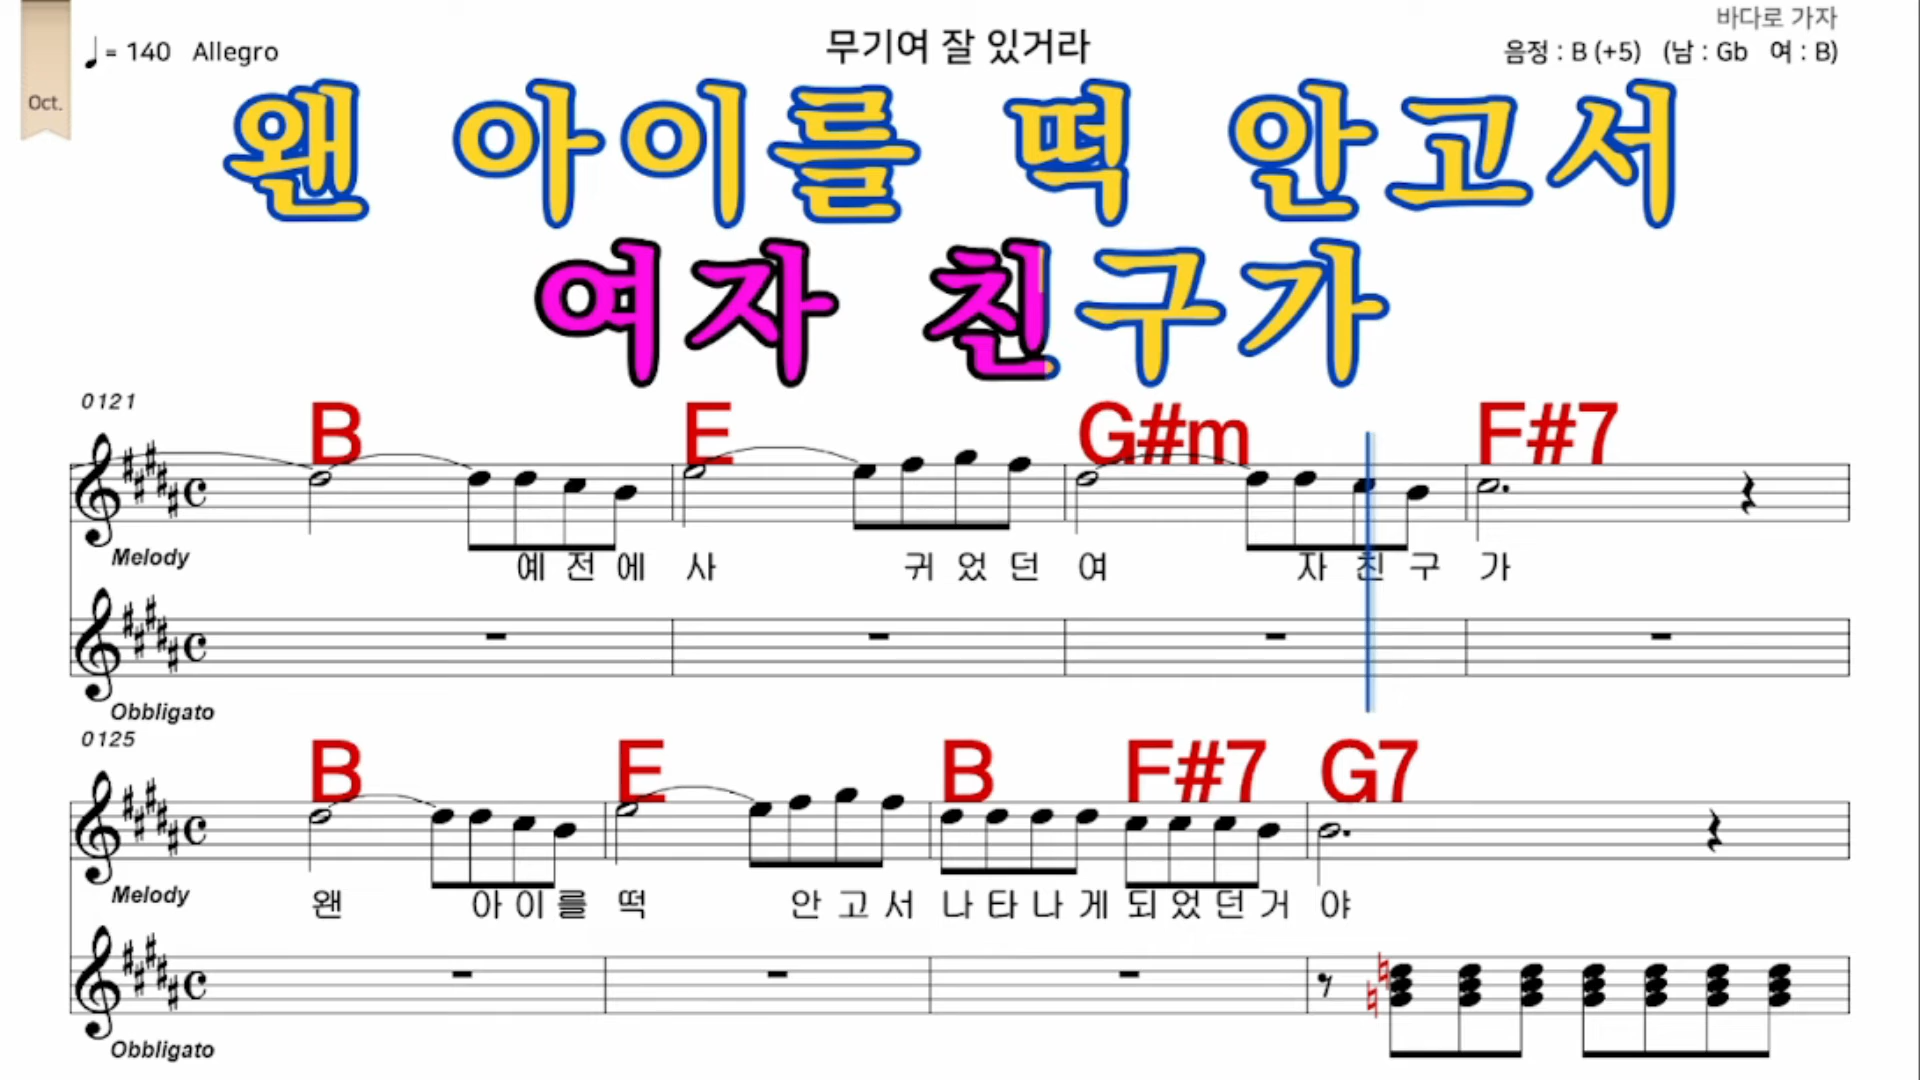 바다로 가자
Oct.
♩= 140 Allegro
무기여 잘 있거라
음정 : B (+5) (남 : Gb 여 : B)
왠 아이를 떡 안고서
여자 친구가
0121
B E G#m F#7
Melody
예 전 에 사 귀 었 던 여 자 친 구 가
Obbligato
0125
B E B F#7 G7
Melody
왠 아 이 를 떡 안 고 서 나 타 나 게 되 었 던 거 야
Obbligato